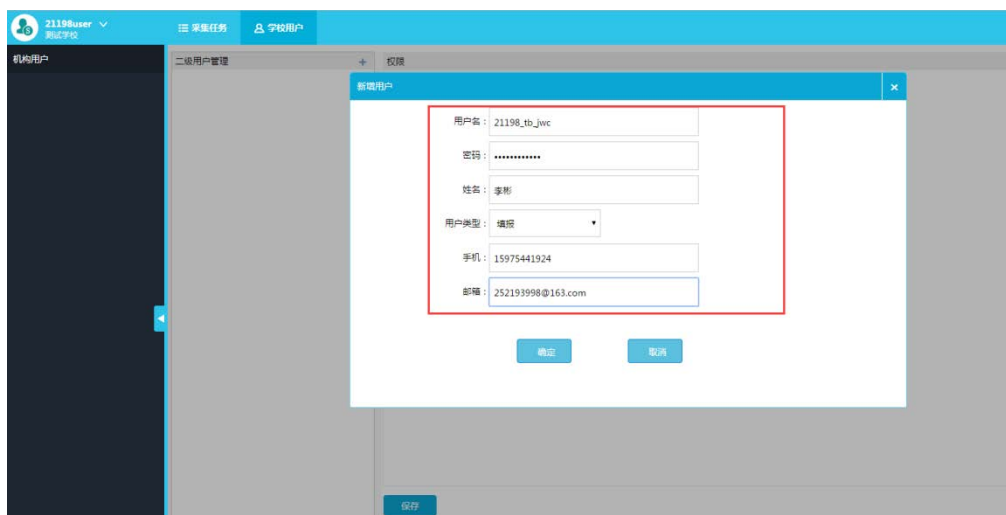 21198user
测试学校
采集任务
学校用户
机构用户
二级用户管理 +
权限
新增用户 ×
用户名： 21198_tb_jwc
密码： ••••••••••••
姓名： 李彬
用户类型： 填报
手机： 15975441924
邮箱： 252193998@163.com
确定 取消
保存